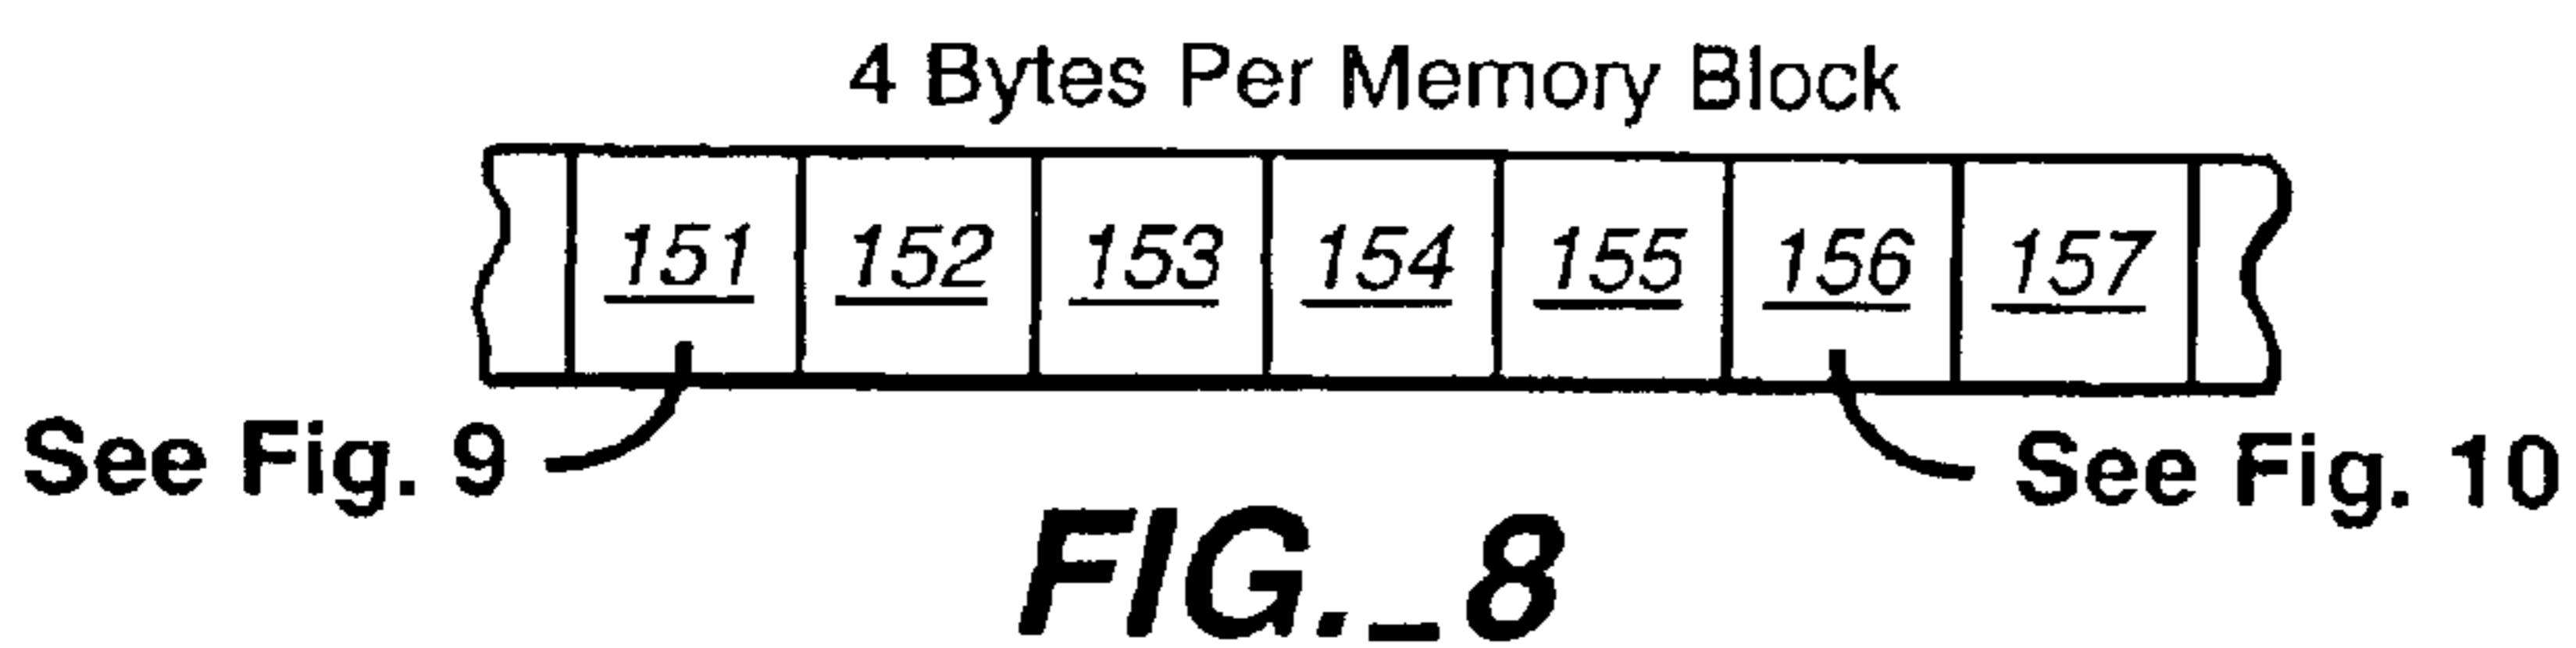 4 Bytes Per Memory Block
151 152 153 154 155 156 157
See Fig. 9
See Fig. 10
FIG._8